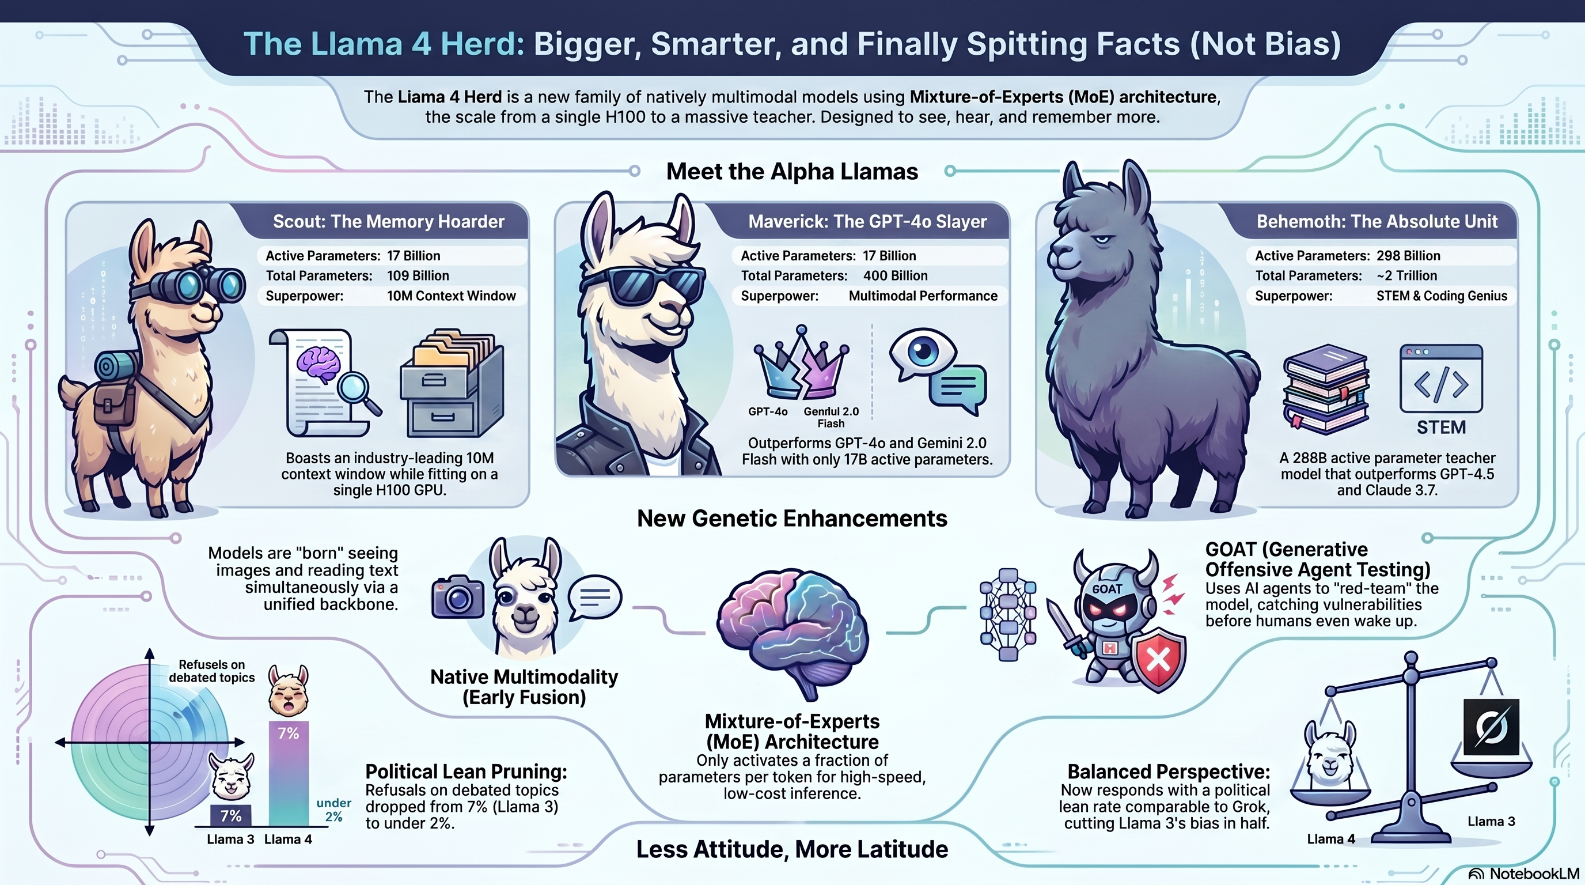 The Llama 4 Herd: Bigger, Smarter, and Finally Spitting Facts (Not Bias)
The Llama 4 Herd is a new family of natively multimodal models using Mixture-of-Experts (MoE) architecture,
the scale from a single H100 to a massive teacher. Designed to see, hear, and remember more.
Meet the Alpha Llamas
Scout: The Memory Hoarder
Active Parameters: 17 Billion
Total Parameters: 109 Billion
Superpower: 10M Context Window
Boasts an industry-leading 10M
context window while fitting on a
single H100 GPU.
Maverick: The GPT-4o Slayer
Active Parameters: 17 Billion
Total Parameters: 400 Billion
Superpower: Multimodal Performance
GPT-4o
Genful 2.0
Flash
Outperforms GPT-4o and Gemini 2.0
Flash with only 17B active parameters.
Behemoth: The Absolute Unit
Active Parameters: 298 Billion
Total Parameters: ~2 Trillion
Superpower: STEM & Coding Genius
</>
STEM
A 288B active parameter teacher
model that outperforms GPT-4.5
and Claude 3.7.
New Genetic Enhancements
Models are "born" seeing
images and reading text
simultaneously via a
unified backbone.
Native Multimodality
(Early Fusion)
Mixture-of-Experts
(MoE) Architecture
Only activates a fraction of
parameters per token for high-speed,
low-cost inference.
GOAT
H
GOAT (Generative
Offensive Agent Testing)
Uses AI agents to "red-team" the
model, catching vulnerabilities
before humans even wake up.
Refusels on
debated topics
7%
7%
under
2%
Llama 3
Llama 4
Political Lean Pruning:
Refusals on debated topics
dropped from 7% (Llama 3)
to under 2%.
Less Attitude, More Latitude
Balanced Perspective:
Now responds with a political
lean rate comparable to Grok,
cutting Llama 3's bias in half.
Llama 4
Llama 3
NotebookLM